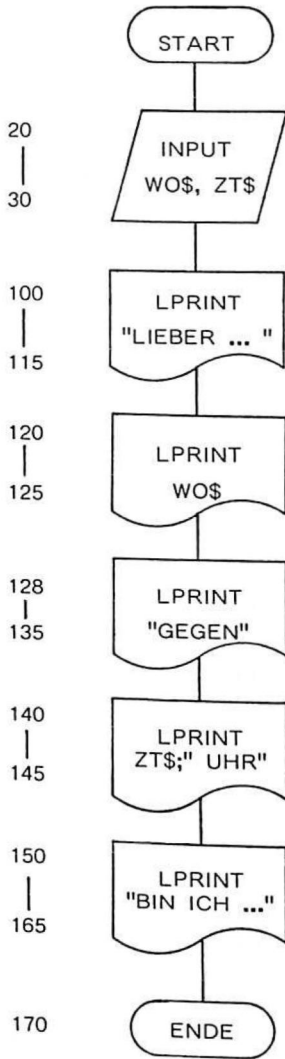 START
20
|
30
INPUT
WO$, ZT$
100
|
115
LPRINT
"LIEBER ... "
120
|
125
LPRINT
WO$
128
|
135
LPRINT
"GEGEN"
140
|
145
LPRINT
ZT$;" UHR"
150
|
165
LPRINT
"BIN ICH ..."
170
ENDE